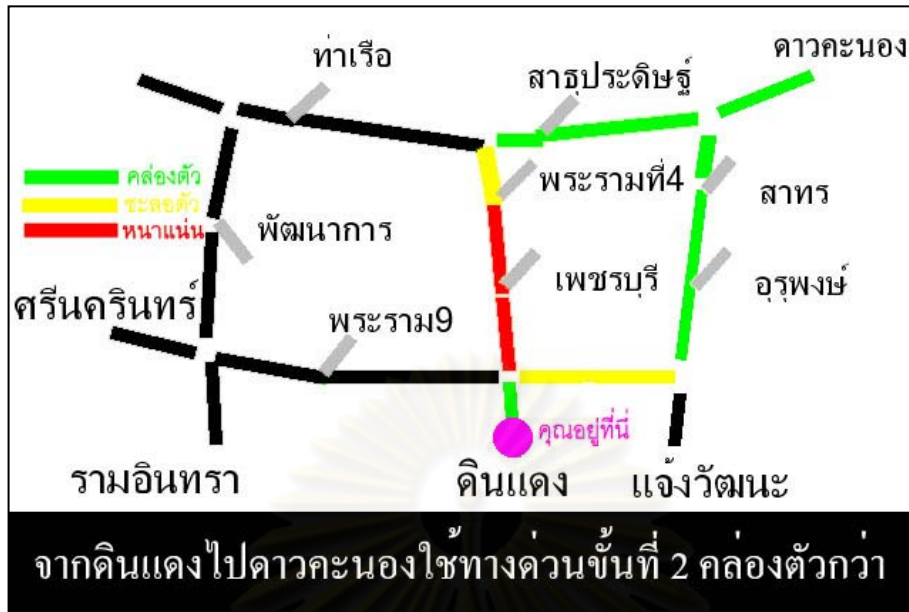 ท่าเรือ
สาธุประดิษฐ์
ดาวคะนอง
คล่องตัว
ชะลอตัว
หนาแน่น
พระรามที่4
สาทร
พัฒนาการ
เพชรบุรี
อุรุพงษ์
ศรีนครินทร์
พระราม9
คุณอยู่ที่นี่
รามอินทรา
ดินแดง
แจ้งวัฒนะ
จากดินแดงไปดาวคะนองใช้ทางด่วนขั้นที่ 2 คล่องตัวกว่า